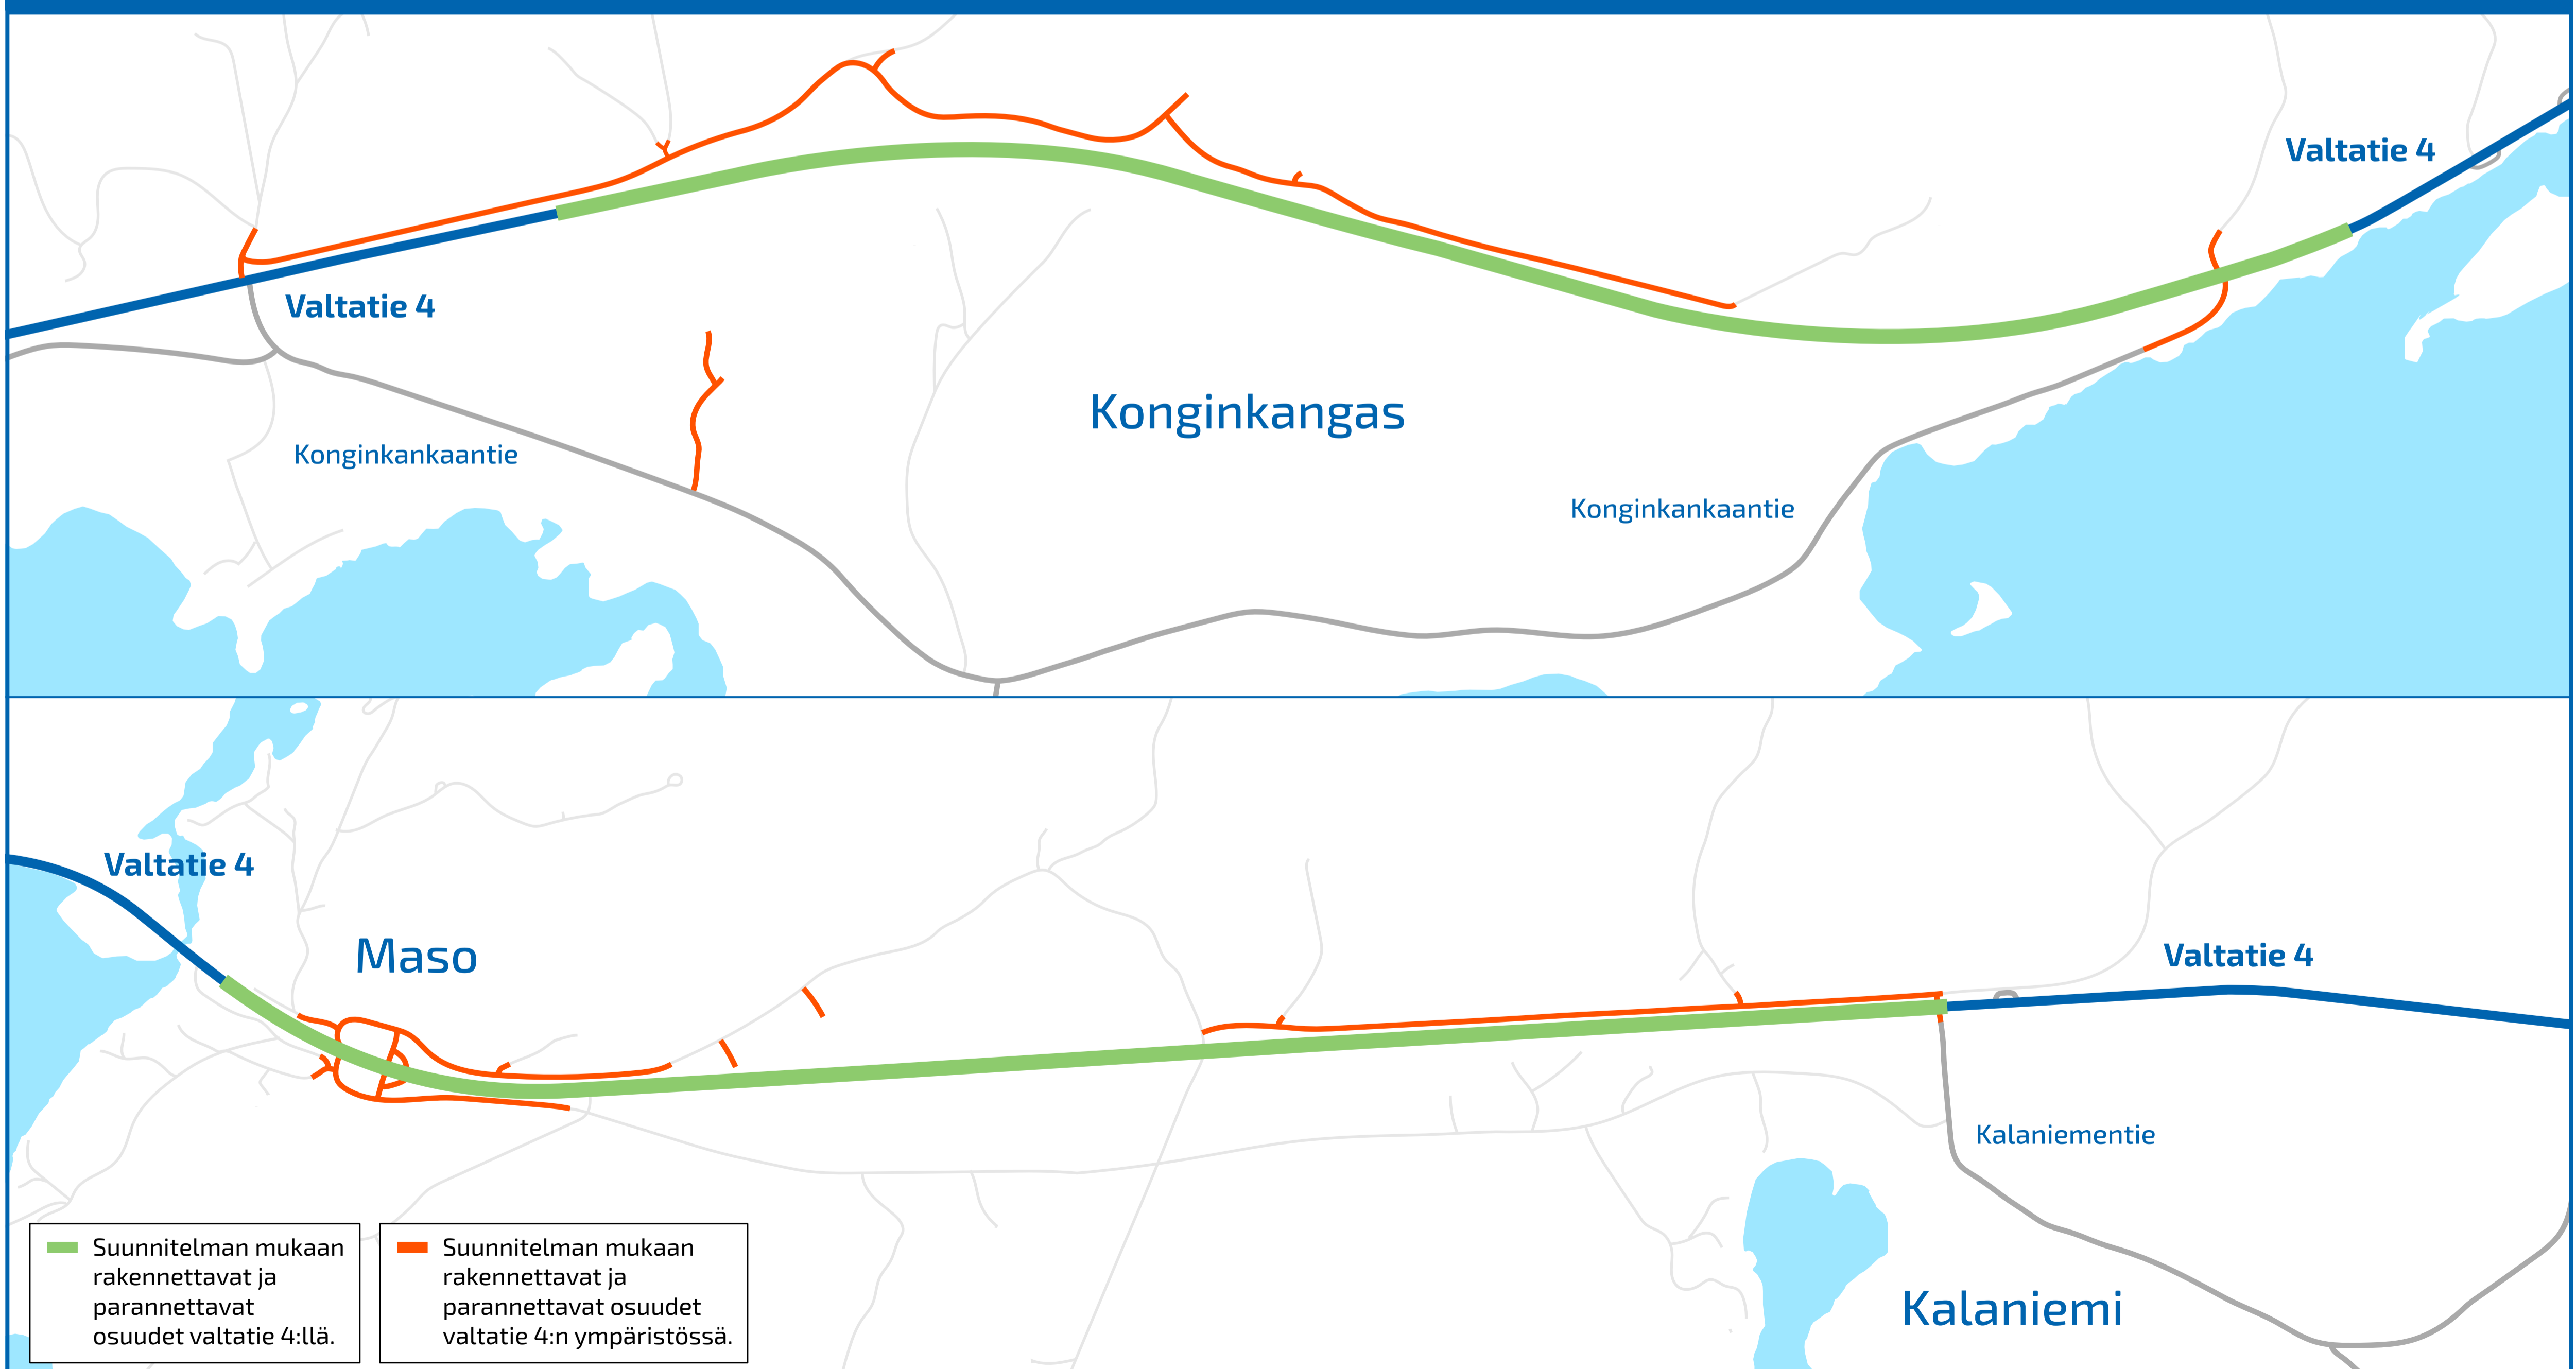 Valtatie 4
Valtatie 4
Konginkangas
Konginkankaantie
Konginkankaantie
Valtatie 4
Maso
Valtatie 4
Kalaniementie
Kalaniemi
Suunnitelman mukaan
rakennettavat ja
parannettavat
osuudet valtatie 4:llä.
Suunnitelman mukaan
rakennettavat ja
parannettavat osuudet
valtatie 4:n ympäristössä.